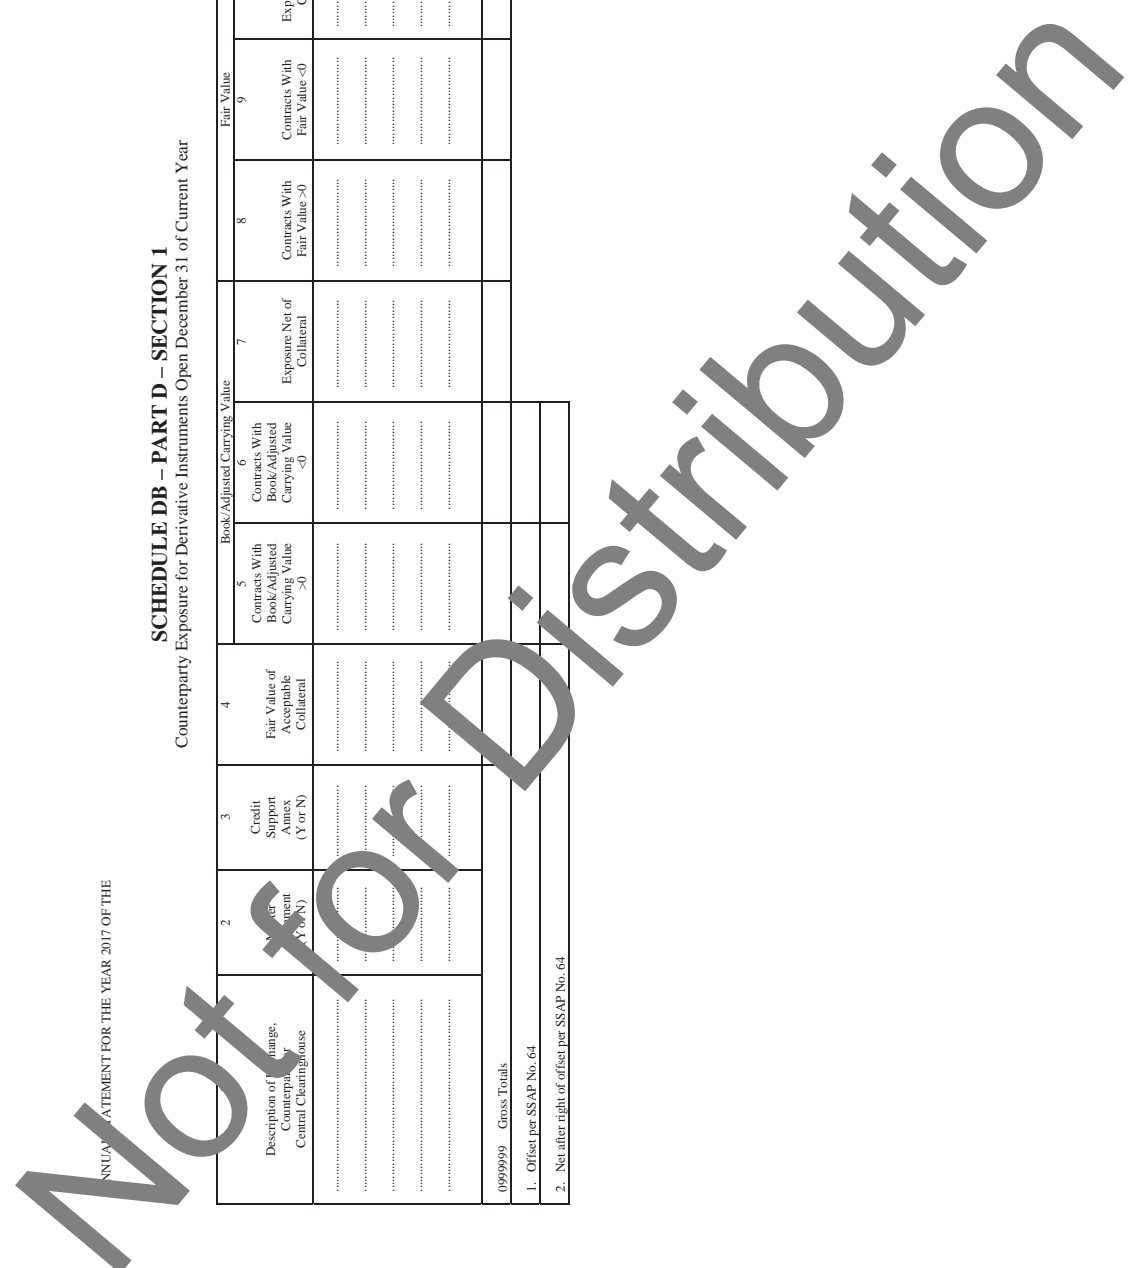 ANNUAL STATEMENT FOR THE YEAR 2017 OF THE
SCHEDULE DB – PART D – SECTION 1
Counterparty Exposure for Derivative Instruments Open December 31 of Current Year
Book/Adjusted Carrying Value
Fair Value
Description of
Central Clearinghouse
2
(Y or N)
3
Credit
Support
Annex
(Y or N)
4
Fair Value of
Acceptable
Collateral
5
Contracts With
Book/Adjusted
Carrying Value
>0
6
Contracts With
Book/Adjusted
Carrying Value
<0
7
Exposure Net of
Collateral
8
Contracts With
Fair Value >0
9
Contracts With
Fair Value <0
0999999 Gross Totals
1. Offset per SSAP No. 64
2. Net after right of offset per SSAP No. 64
Not for Distribution